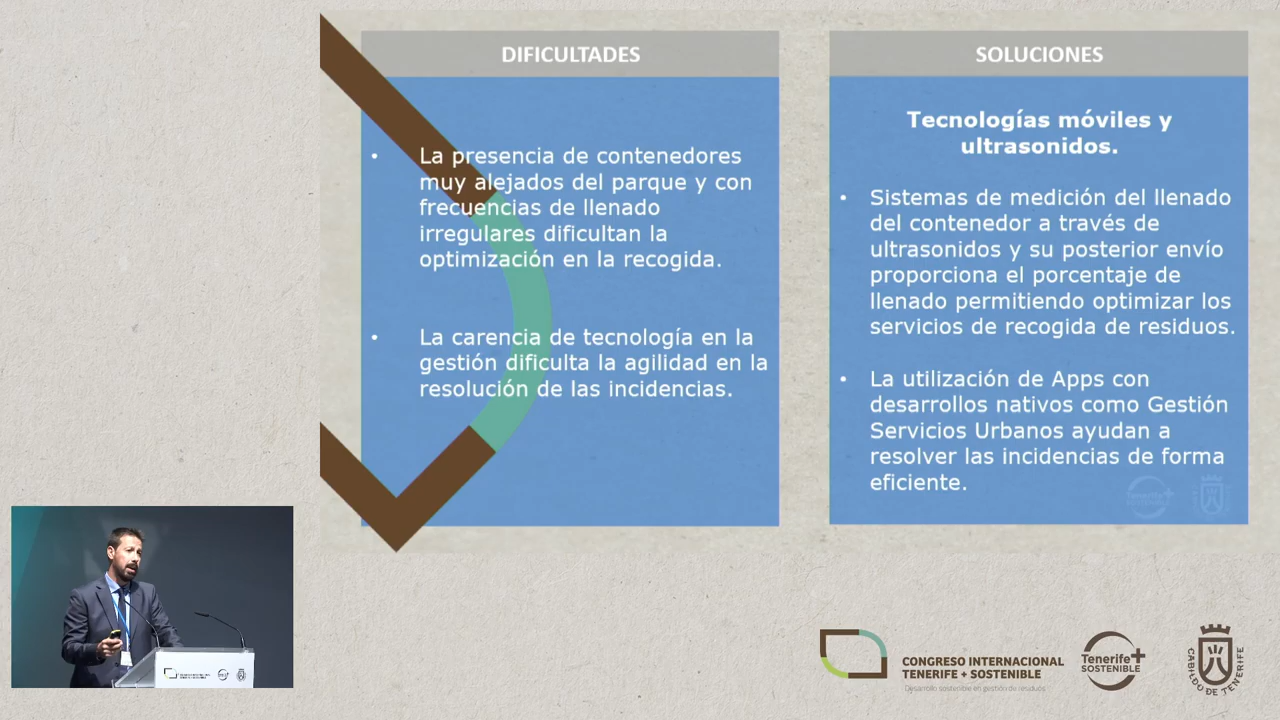 DIFICULTADES
• La presencia de contenedores
muy alejados del parque y con
frecuencias de llenado
irregulares dificultan la
optimización en la recogida.
• La carencia de tecnología en la
gestión dificulta la agilidad en la
resolución de las incidencias.
SOLUCIONES
Tecnologías móviles y
ultrasonidos.
• Sistemas de medición del llenado
del contenedor a través de
ultrasonidos y su posterior envío
proporciona el porcentaje de
llenado permitiendo optimizar los
servicios de recogida de residuos.
• La utilización de Apps con
desarrollos nativos como Gestión
Servicios Urbanos ayudan a
resolver las incidencias de forma
eficiente.
CONGRESO INTERNACIONAL
TENERIFE + SOSTENIBLE
Desarrollo sostenible en gestión de residuos
Tenerife+
SOSTENIBLE
CABILDO DE TENERIFE